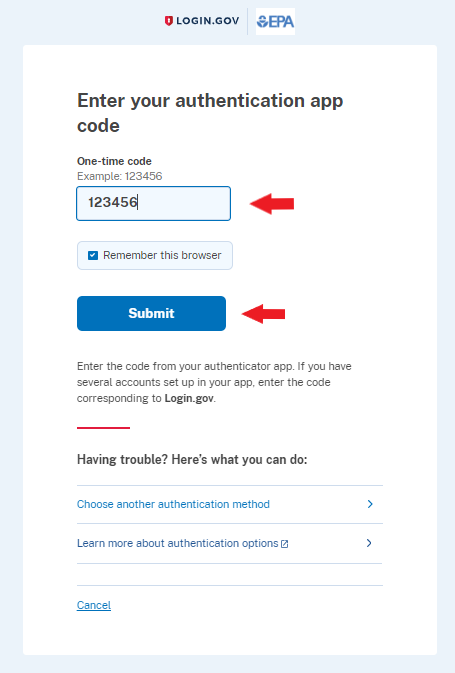 LOGIN.GOV EPA
Enter your authentication app
code
One-time code
Example: 123456
123456
Remember this browser
Submit
Enter the code from your authenticator app. If you have
several accounts set up in your app, enter the code
corresponding to Login.gov.
Having trouble? Here's what you can do:
Choose another authentication method
Learn more about authentication options
Cancel